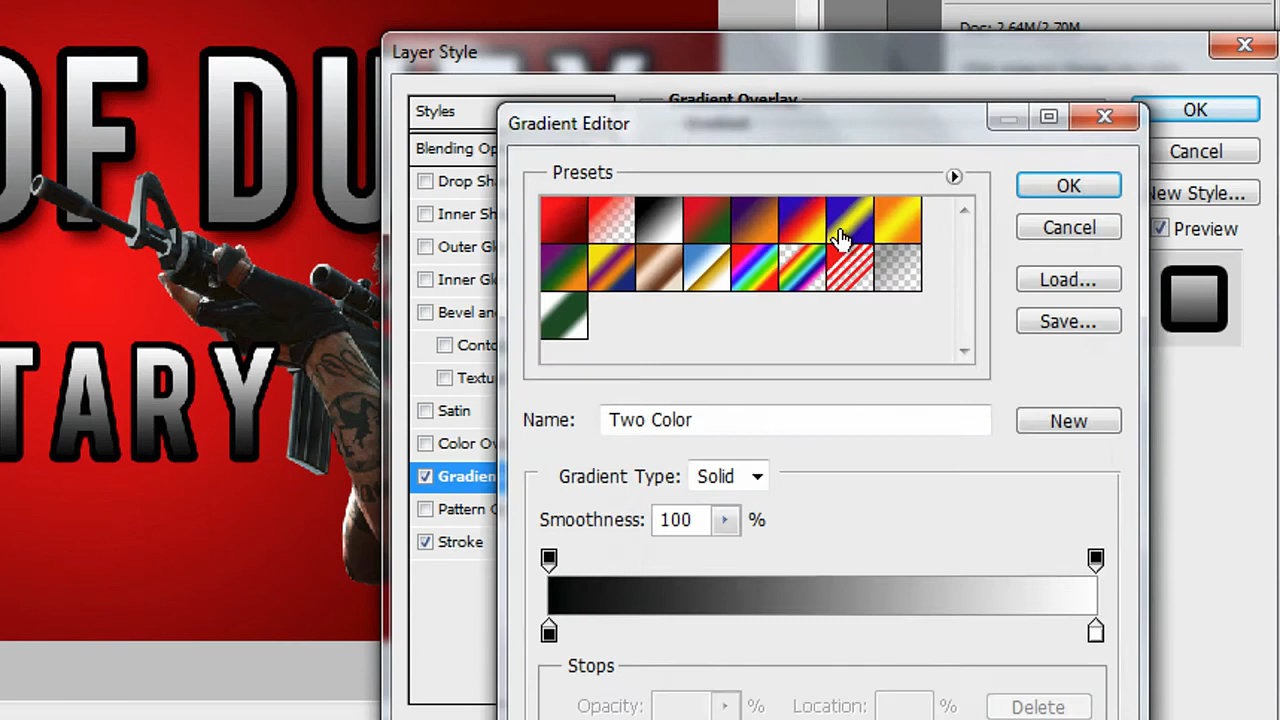 Doc: 2.64M/2.70M
OF DUTY
TARY
Layer Style
Styles
Blending Op
Drop Sh
Inner Sh
Outer Gl
Inner Gl
Bevel and
Conto
Textu
Satin
Color Ov
Gradien
Pattern O
Stroke
Gradient Overlay
OK
Cancel
New Style...
Preview
Gradient Editor
Presets
OK
Cancel
Load...
Save...
Name: Two Color
New
Gradient Type: Solid
Smoothness: 100 %
Stops
Opacity: %
Location: %
Delete